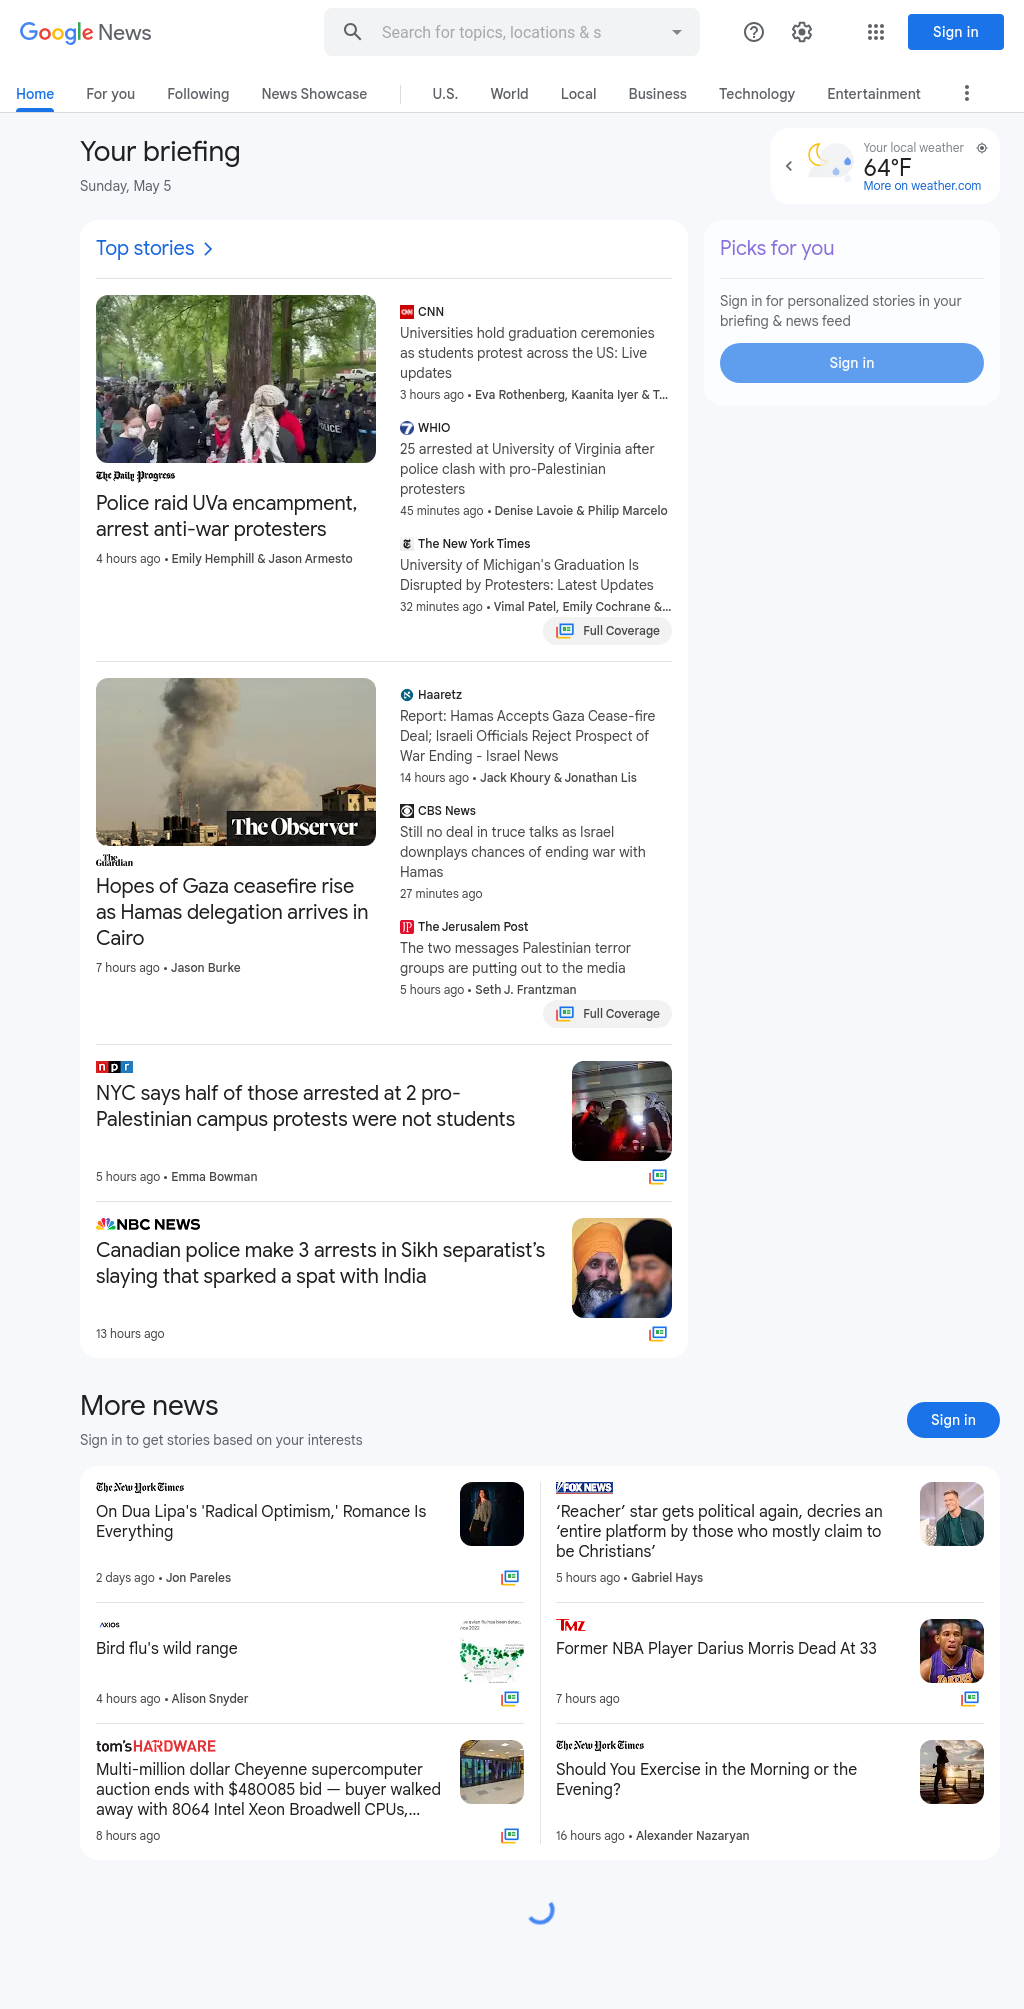 Google News
Search for topics, locations & s
Sign in
Home
For you
Following
News Showcase
U.S.
World
Local
Business
Technology
Entertainment
Your briefing
Sunday, May 5
Your local weather
64°F
More on weather.com
Top stories
The Daily Progress
Police raid UVa encampment,
arrest anti-war protesters
4 hours ago • Emily Hemphill & Jason Armesto
POLICE
CNN
Universities hold graduation ceremonies
as students protest across the US: Live
updates
3 hours ago • Eva Rothenberg, Kaanita Iyer & T...
WHIO
25 arrested at University of Virginia after
police clash with pro-Palestinian
protesters
45 minutes ago • Denise Lavoie & Philip Marcelo
The New York Times
University of Michigan's Graduation Is
Disrupted by Protesters: Latest Updates
32 minutes ago • Vimal Patel, Emily Cochrane &...
Full Coverage
Picks for you
Sign in for personalized stories in your
briefing & news feed
Sign in
The Observer
The Guardian
Hopes of Gaza ceasefire rise
as Hamas delegation arrives in
Cairo
7 hours ago • Jason Burke
Haaretz
Report: Hamas Accepts Gaza Cease-fire
Deal; Israeli Officials Reject Prospect of
War Ending - Israel News
14 hours ago • Jack Khoury & Jonathan Lis
CBS News
Still no deal in truce talks as Israel
downplays chances of ending war with
Hamas
27 minutes ago
The Jerusalem Post
The two messages Palestinian terror
groups are putting out to the media
5 hours ago • Seth J. Frantzman
Full Coverage
npr
NYC says half of those arrested at 2 pro-
Palestinian campus protests were not students
5 hours ago • Emma Bowman
NBC NEWS
Canadian police make 3 arrests in Sikh separatist’s
slaying that sparked a spat with India
13 hours ago
More news
Sign in to get stories based on your interests
Sign in
The New York Times
On Dua Lipa's 'Radical Optimism,' Romance Is
Everything
2 days ago • Jon Pareles
FOX NEWS
‘Reacher’ star gets political again, decries an
‘entire platform by those who mostly claim to
be Christians’
5 hours ago • Gabriel Hays
AXIOS
Bird flu's wild range
4 hours ago • Alison Snyder
TMZ
Former NBA Player Darius Morris Dead At 33
7 hours ago
LAKERS
tom's HARDWARE
Multi-million dollar Cheyenne supercomputer
auction ends with $480085 bid — buyer walked
away with 8064 Intel Xeon Broadwell CPUs,...
8 hours ago
CHEYENNE
The New York Times
Should You Exercise in the Morning or the
Evening?
16 hours ago • Alexander Nazaryan